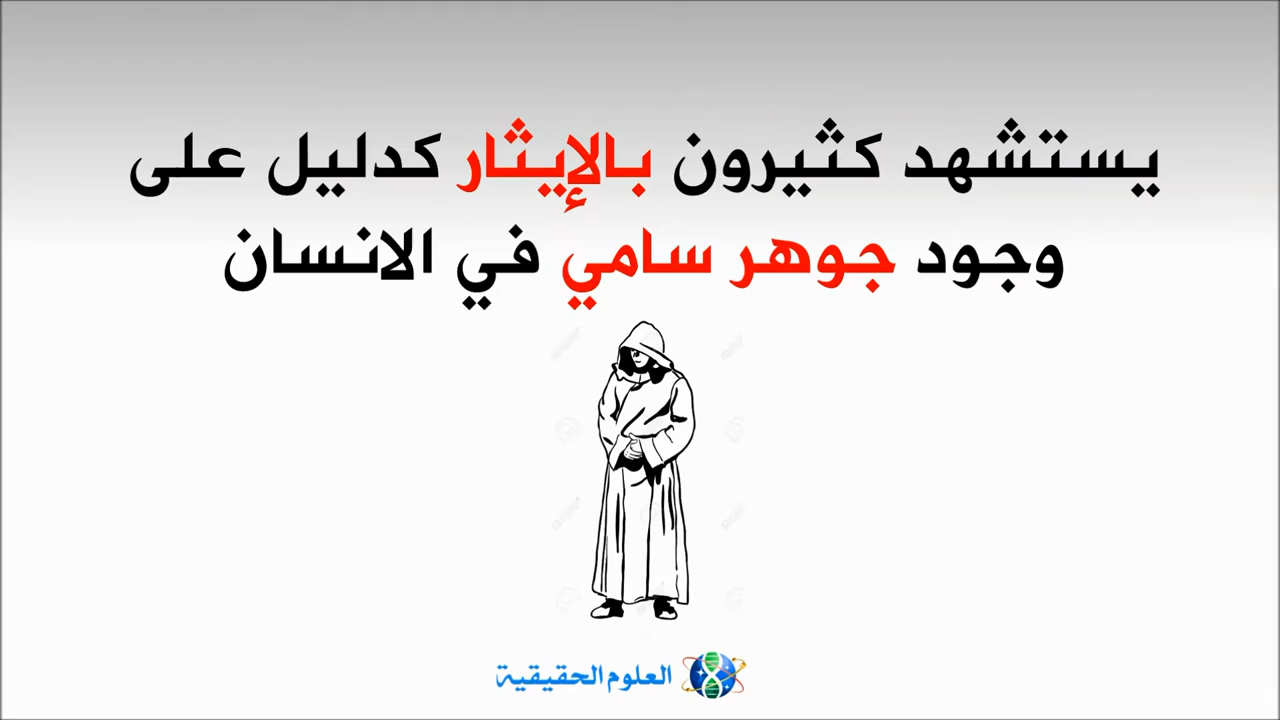 يستشهد كثيرون بالإيثار كدليل على
وجود جوهر سامي في الانسان
العلوم الحقيقية